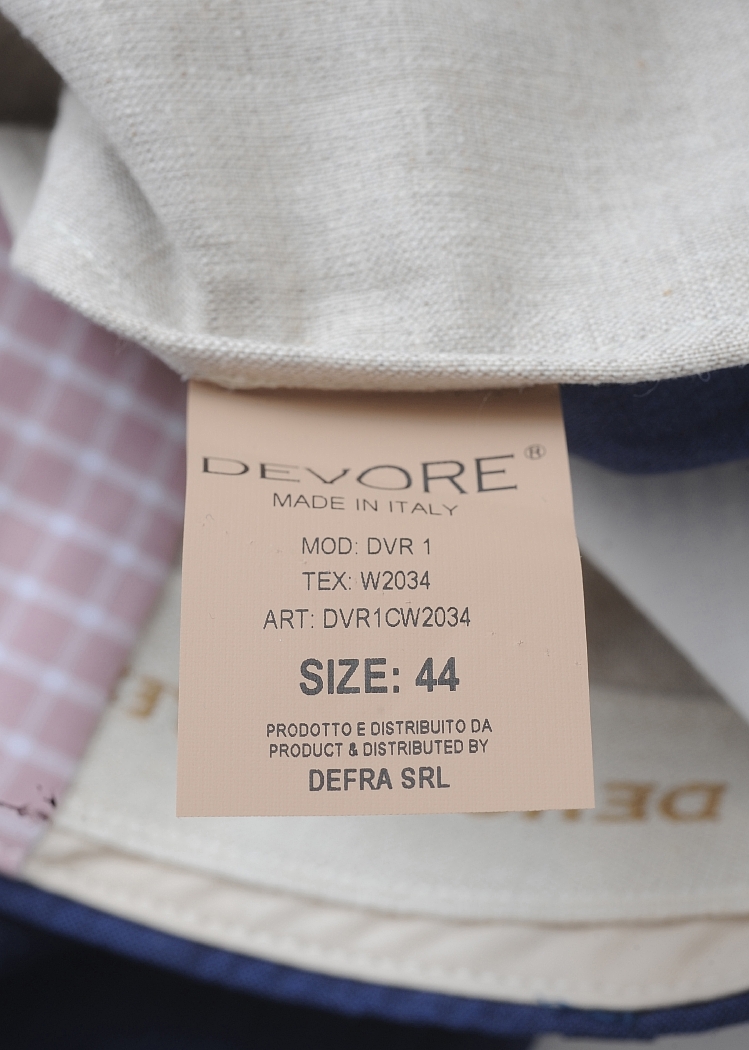 DEVORE®
MADE IN ITALY
MOD: DVR 1
TEX: W2034
ART: DVR1CW2034
SIZE: 44
PRODOTTO E DISTRIBUITO DA
PRODUCT & DISTRIBUTED BY
DEFRA SRL